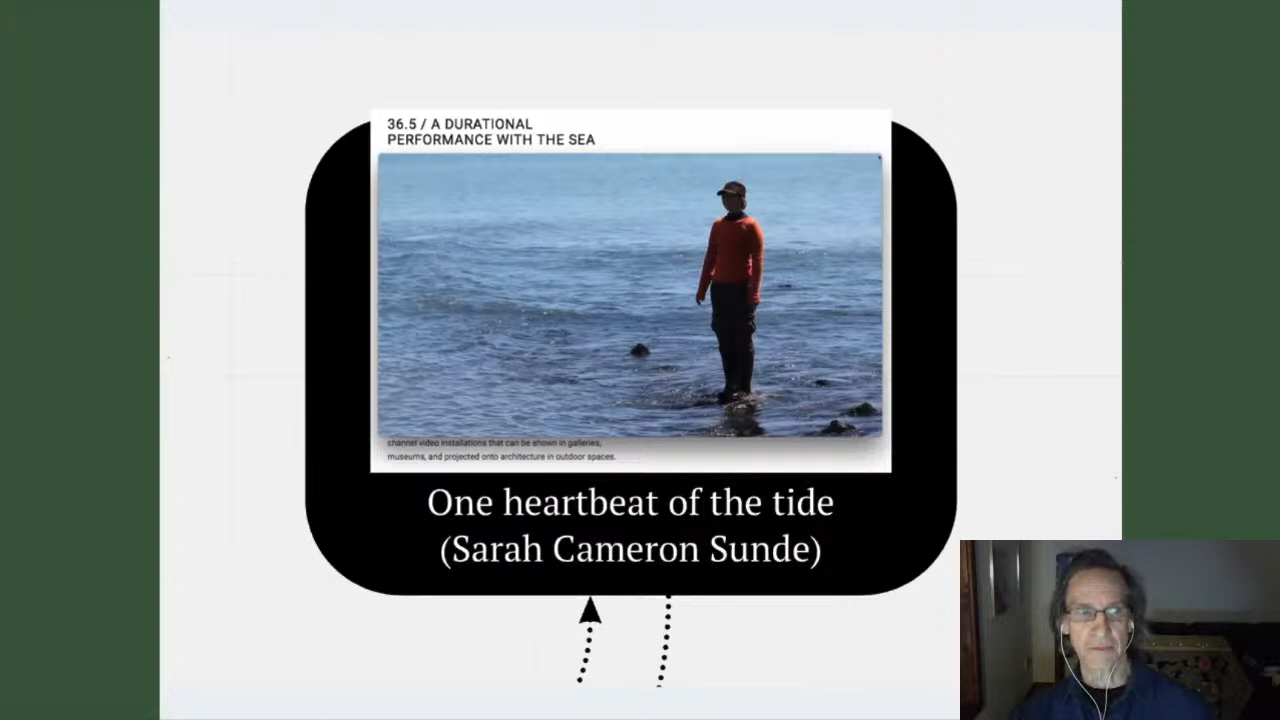 36.5 / A DURATIONAL
PERFORMANCE WITH THE SEA
channel video installations that can be shown in galleries,
museums, and projected onto architecture in outdoor spaces.
One heartbeat of the tide
(Sarah Cameron Sunde)